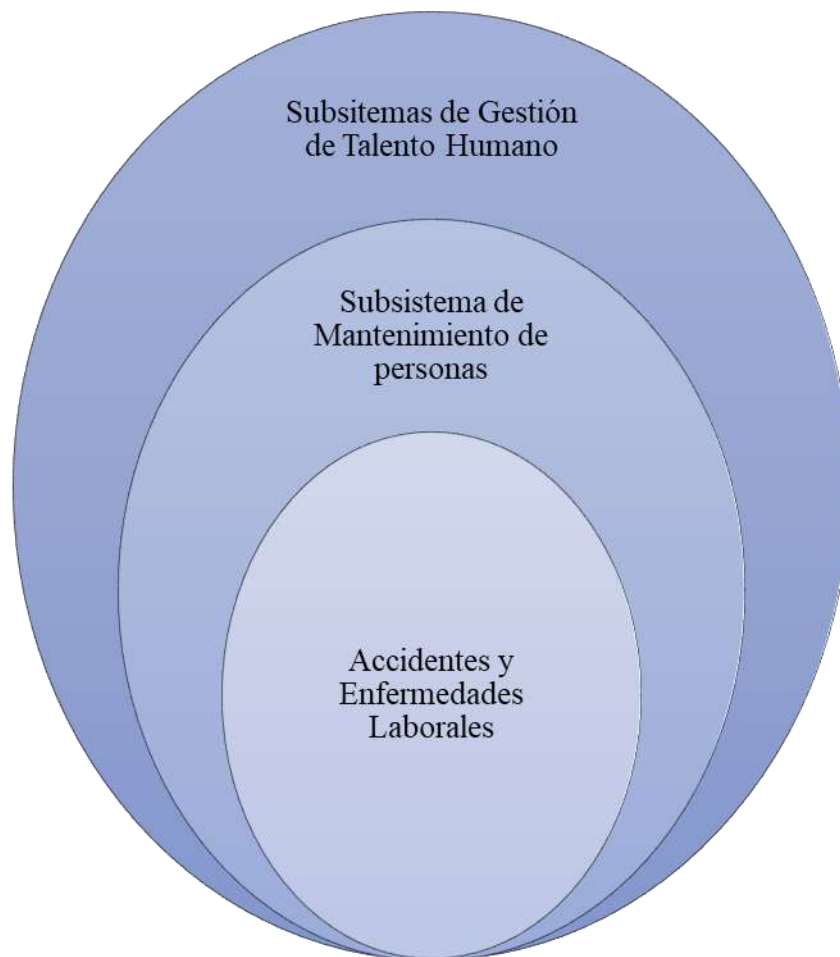 Subsitemas de Gestión
de Talento Humano
Subsistema de
Mantenimiento de
personas
Accidentes y
Enfermedades
Laborales